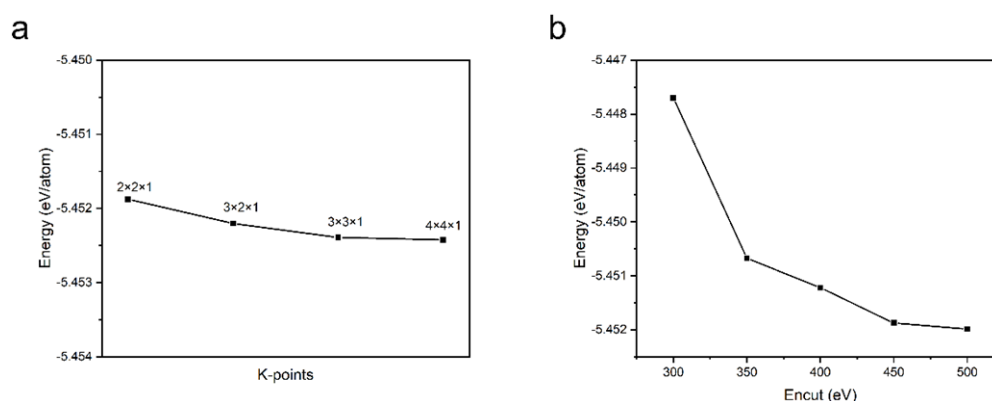 a
-5.450
-5.451
-5.452
-5.453
-5.454
Energy (eV/atom)
2×2×1
3×2×1
3×3×1
4×4×1
K-points
b
-5.447
-5.448
-5.449
-5.450
-5.451
-5.452
Energy (eV/atom)
300 350 400 450 500
Encut (eV)